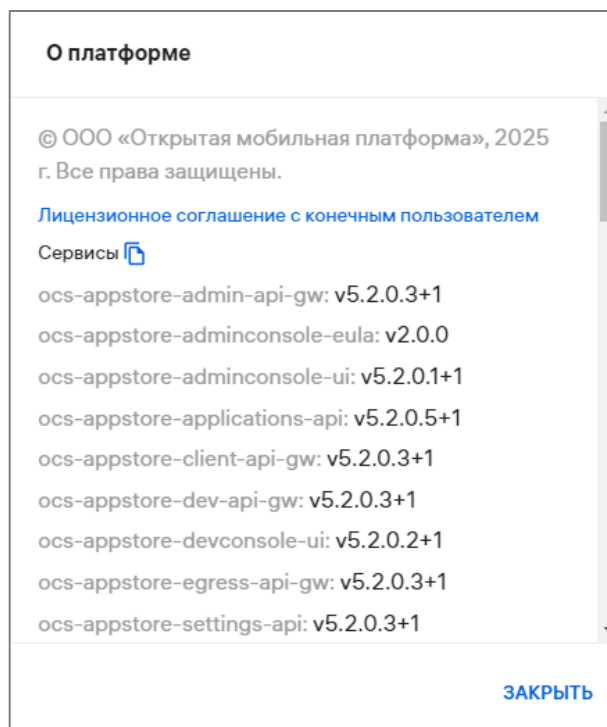 О платформе
© ООО «Открытая мобильная платформа», 2025
г. Все права защищены.
Лицензионное соглашение с конечным пользователем
Сервисы
ocs-appstore-admin-api-gw: v5.2.0.3+1
ocs-appstore-adminconsole-eula: v2.0.0
ocs-appstore-adminconsole-ui: v5.2.0.1+1
ocs-appstore-applications-api: v5.2.0.5+1
ocs-appstore-client-api-gw: v5.2.0.3+1
ocs-appstore-dev-api-gw: v5.2.0.3+1
ocs-appstore-devconsole-ui: v5.2.0.2+1
ocs-appstore-egress-api-gw: v5.2.0.3+1
ocs-appstore-settings-api: v5.2.0.3+1
ЗАКРЫТЬ